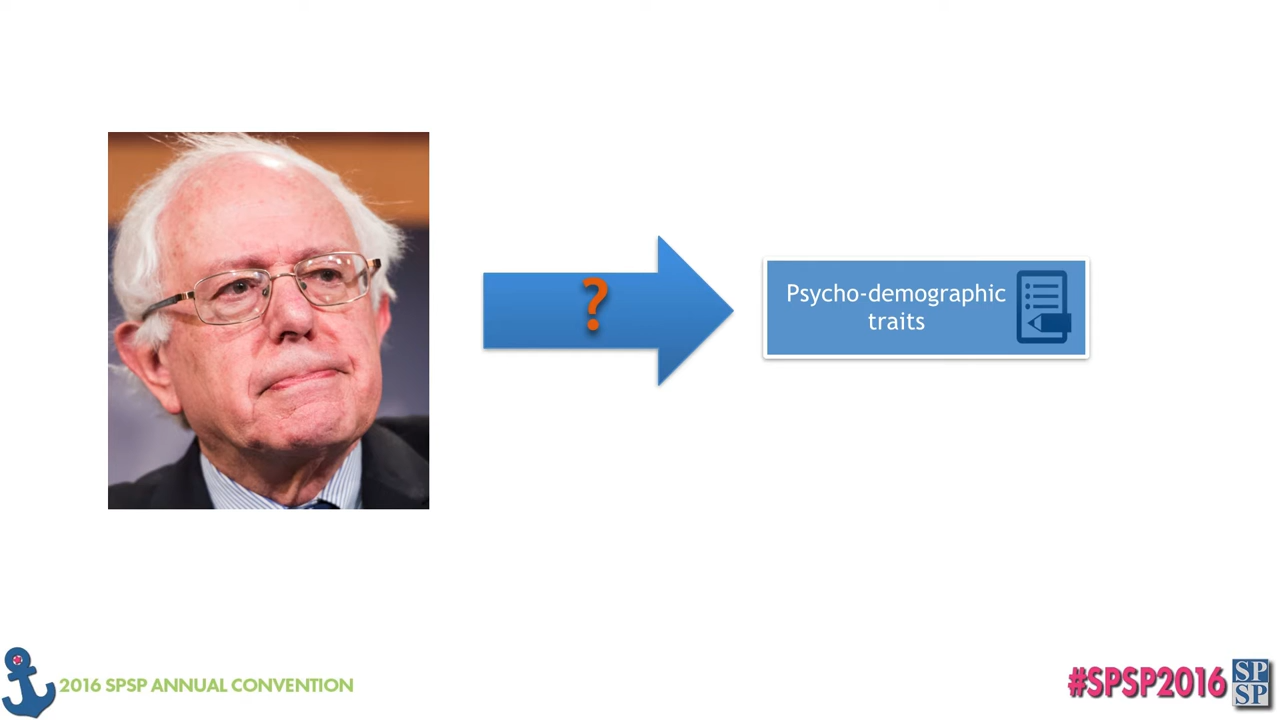 ?
Psycho-demographic
traits
2016 SPSP ANNUAL CONVENTION
#SPSP2016
SP
SP